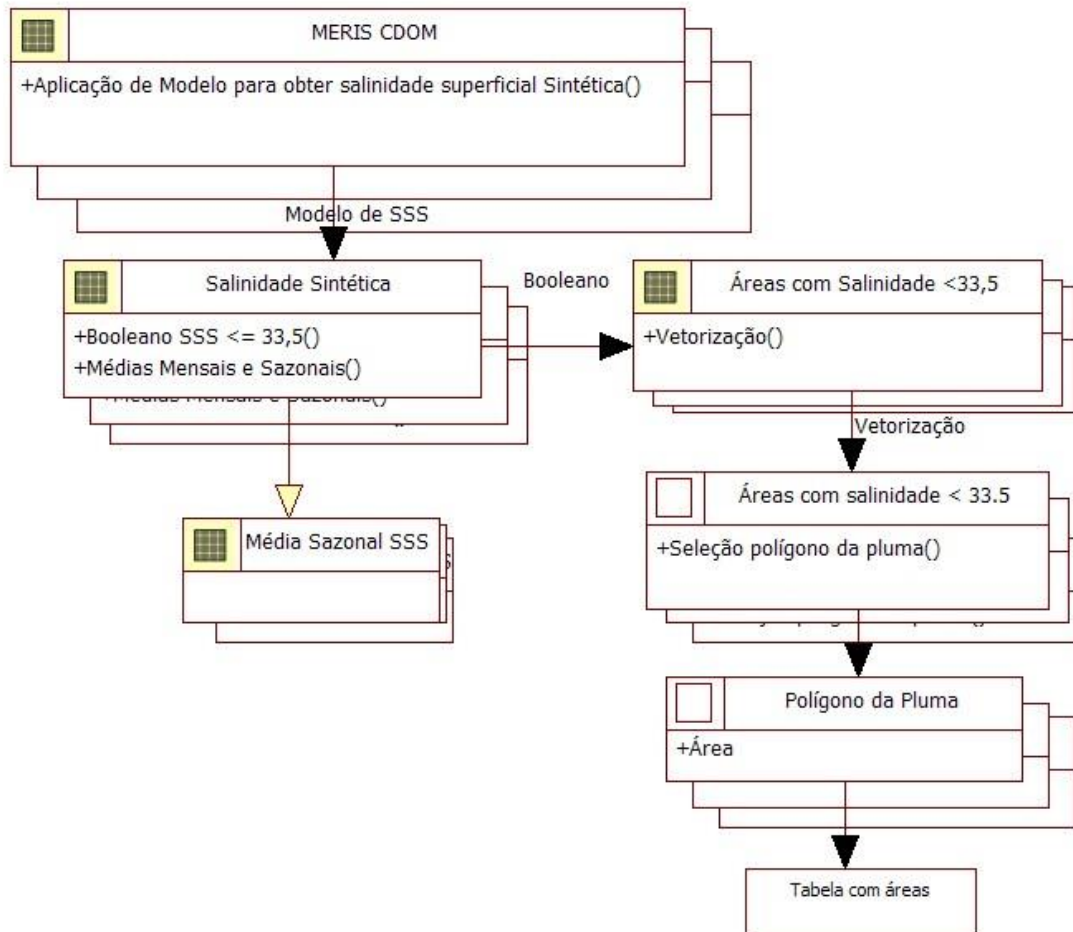 MERIS CDOM
+Aplicação de Modelo para obter salinidade superficial Sintética()
Modelo de SSS
Salinidade Sintética
+Booleano SSS <= 33,5()
+Médias Mensais e Sazonais()
Booleano
Áreas com Salinidade <33,5
+Vetorização()
Vetorização
Média Sazonal SSS
Áreas com salinidade < 33.5
+Seleção polígono da pluma()
Polígono da Pluma
+Área
Tabela com áreas